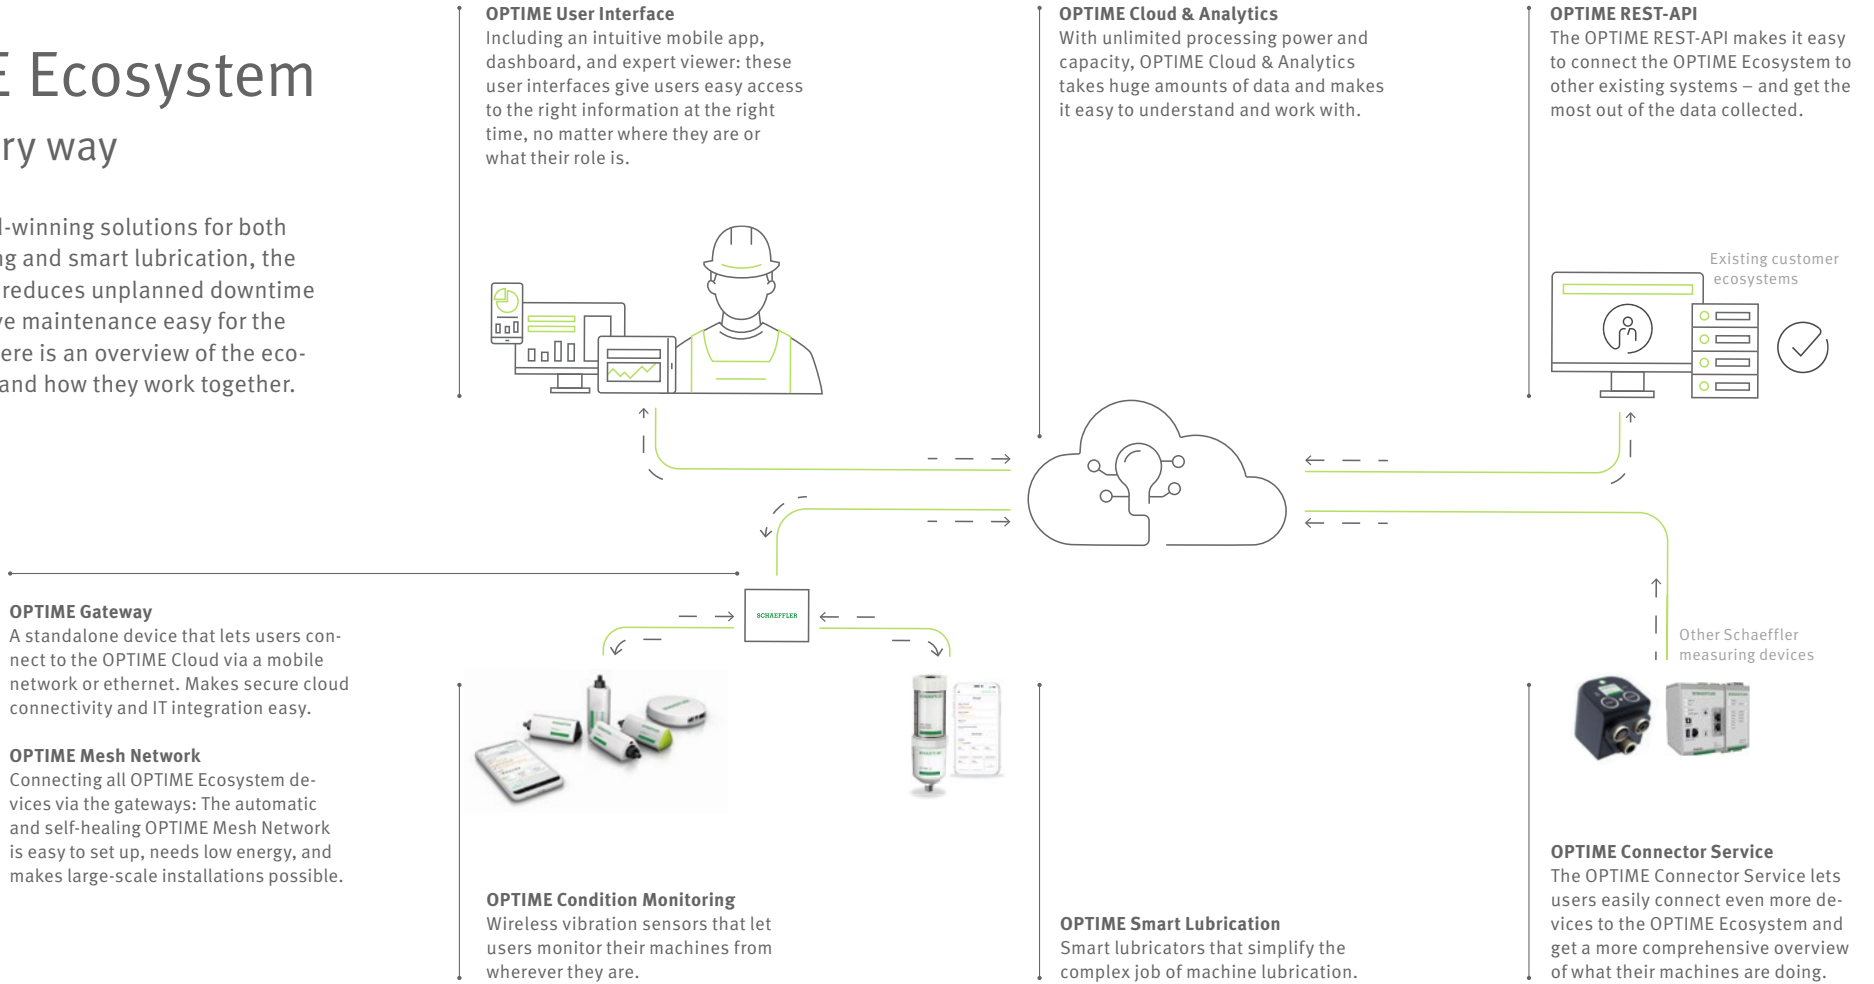 E Ecosystem
ry way
l-winning solutions for both
ng and smart lubrication, the
reduces unplanned downtime
ve maintenance easy for the
ere is an overview of the eco-
and how they work together.
OPTIME User Interface
Including an intuitive mobile app,
dashboard, and expert viewer: these
user interfaces give users easy access
to the right information at the right
time, no matter where they are or
what their role is.
OPTIME Cloud & Analytics
With unlimited processing power and
capacity, OPTIME Cloud & Analytics
takes huge amounts of data and makes
it easy to understand and work with.
OPTIME REST-API
The OPTIME REST-API makes it easy
to connect the OPTIME Ecosystem to
other existing systems – and get the
most out of the data collected.
Existing customer
ecosystems
SCHAEFFLER
OPTIME Gateway
A standalone device that lets users con-
nect to the OPTIME Cloud via a mobile
network or ethernet. Makes secure cloud
connectivity and IT integration easy.
OPTIME Mesh Network
Connecting all OPTIME Ecosystem de-
vices via the gateways: The automatic
and self-healing OPTIME Mesh Network
is easy to set up, needs low energy, and
makes large-scale installations possible.
Other Schaeffler
measuring devices
OPTIME Condition Monitoring
Wireless vibration sensors that let
users monitor their machines from
wherever they are.
OPTIME Smart Lubrication
Smart lubricators that simplify the
complex job of machine lubrication.
OPTIME Connector Service
The OPTIME Connector Service lets
users easily connect even more de-
vices to the OPTIME Ecosystem and
get a more comprehensive overview
of what their machines are doing.